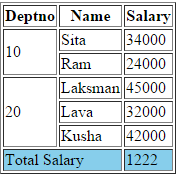 Deptno Name Salary
10 Sita 34000
Ram 24000
20 Laksman 45000
Lava 32000
Kusha 42000
Total Salary 1222